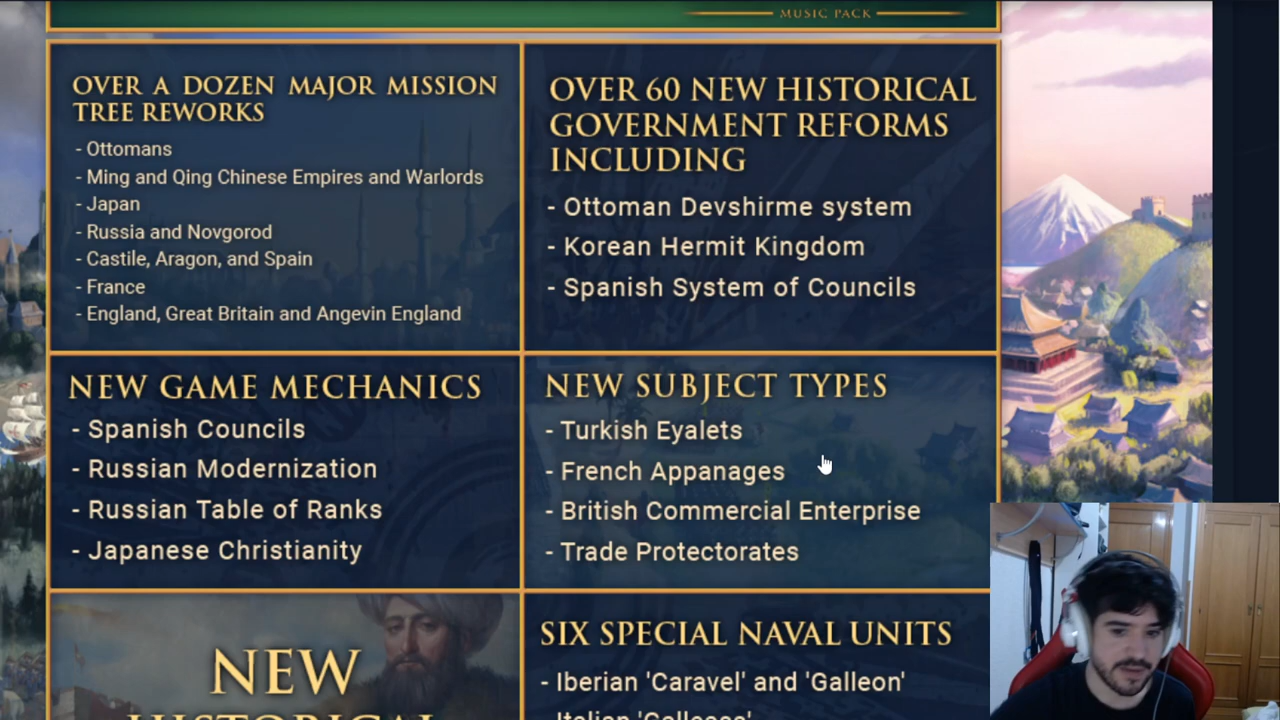 MUSIC PACK
OVER A DOZEN MAJOR MISSION
TREE REWORKS
- Ottomans
- Ming and Qing Chinese Empires and Warlords
- Japan
- Russia and Novgorod
- Castile, Aragon, and Spain
- France
- England, Great Britain and Angevin England
OVER 60 NEW HISTORICAL
GOVERNMENT REFORMS
INCLUDING
- Ottoman Devshirme system
- Korean Hermit Kingdom
- Spanish System of Councils
NEW GAME MECHANICS
- Spanish Councils
- Russian Modernization
- Russian Table of Ranks
- Japanese Christianity
NEW SUBJECT TYPES
- Turkish Eyalets
- French Appanages
- British Commercial Enterprise
- Trade Protectorates
NEW
HISTORICAL
SIX SPECIAL NAVAL UNITS
- Iberian 'Caravel' and 'Galleon'